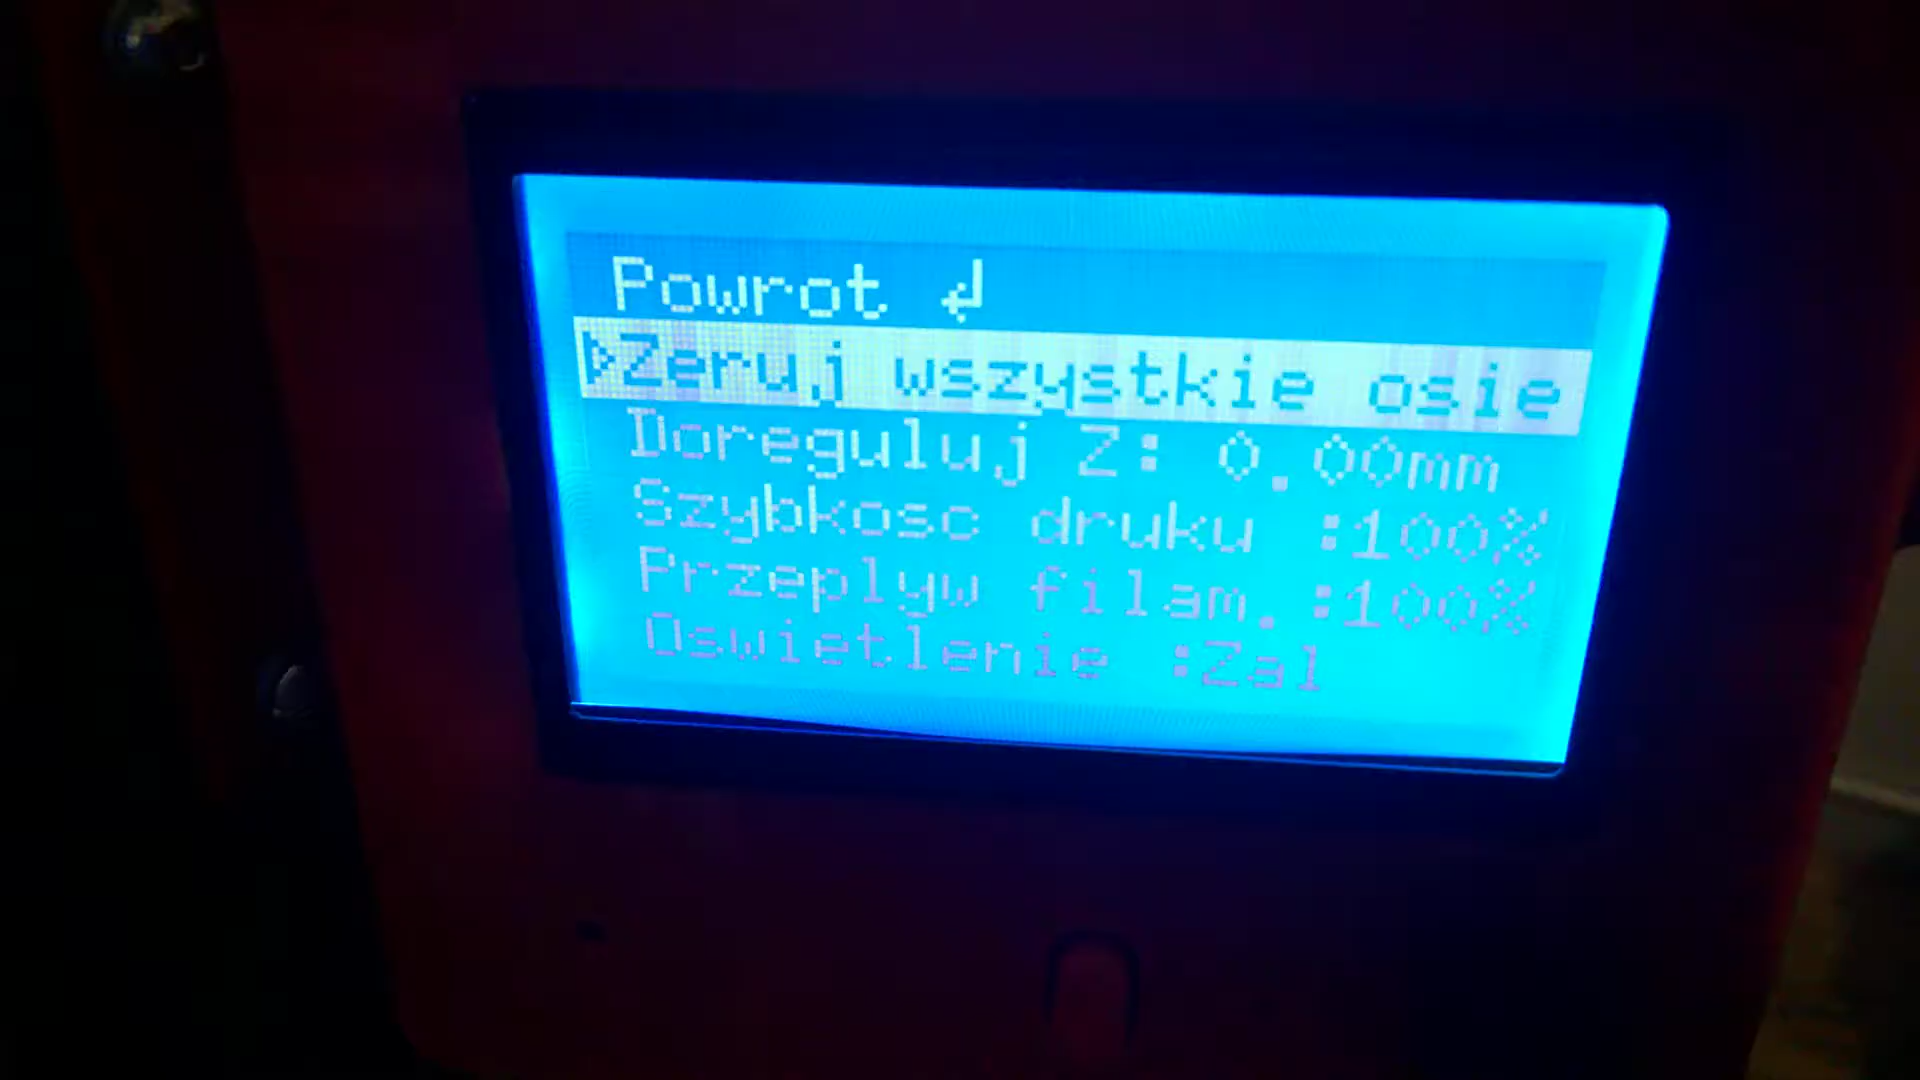 Powrot ↲
Zeruj wszystkie osie
Doreguluj Z: 0.00mm
Szybkosc druku :100%
Przeplyw filam.:100%
Oswietlenie :Zal